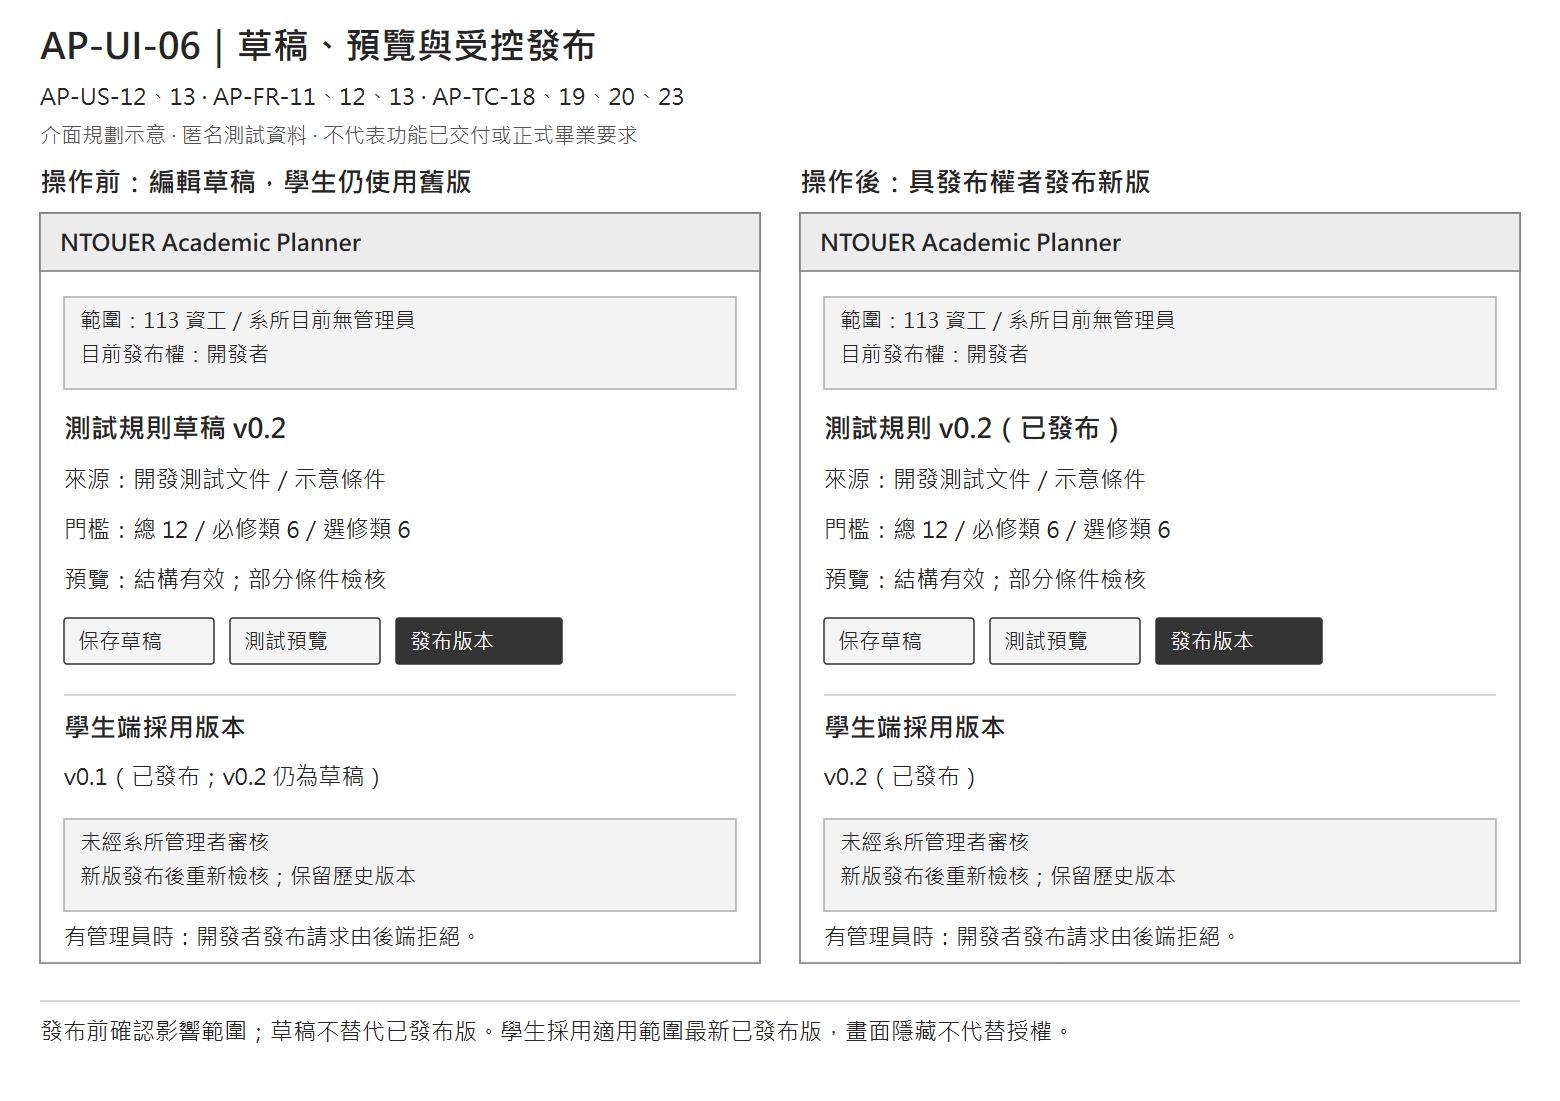 AP-UI-06 | 草稿、預覽與受控發布
AP-US-12、13 · AP-FR-11、12、13 · AP-TC-18、19、20、23
介面規劃示意 · 匿名測試資料 · 不代表功能已交付或正式畢業要求
操作前：編輯草稿，學生仍使用舊版
NTOUER Academic Planner
範圍：113 資工 / 系所目前無管理員
目前發布權：開發者
測試規則草稿 v0.2
來源：開發測試文件 / 示意條件
門檻：總 12 / 必修類 6 / 選修類 6
預覽：結構有效；部分條件檢核
保存草稿
測試預覽
發布版本
學生端採用版本
v0.1（已發布；v0.2 仍為草稿）
未經系所管理者審核
新版發布後重新檢核；保留歷史版本
有管理員時：開發者發布請求由後端拒絕。
操作後：具發布權者發布新版
NTOUER Academic Planner
範圍：113 資工 / 系所目前無管理員
目前發布權：開發者
測試規則 v0.2（已發布）
來源：開發測試文件 / 示意條件
門檻：總 12 / 必修類 6 / 選修類 6
預覽：結構有效；部分條件檢核
保存草稿
測試預覽
發布版本
學生端採用版本
v0.2（已發布）
未經系所管理者審核
新版發布後重新檢核；保留歷史版本
有管理員時：開發者發布請求由後端拒絕。
發布前確認影響範圍；草稿不替代已發布版。學生採用適用範圍最新已發布版，畫面隱藏不代替授權。